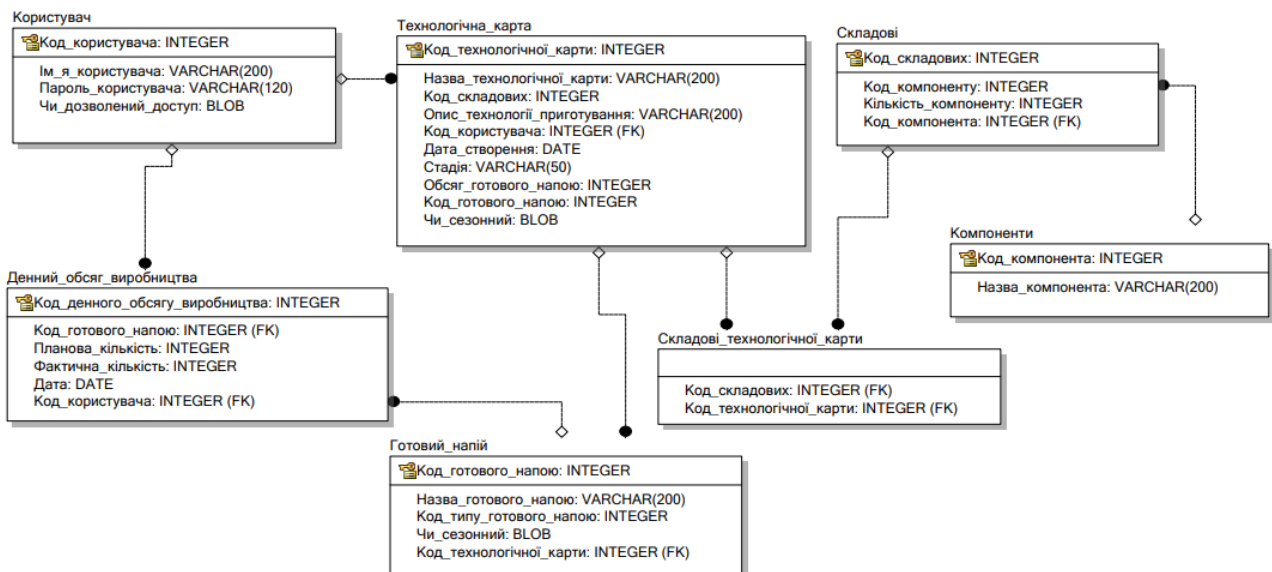 Користувач
Код_користувача: INTEGER
Ім_я_користувача: VARCHAR(200)
Пароль_користувача: VARCHAR(120)
Чи_дозволений_доступ: BLOB
Технологічна_карта
Код_технологічної_карти: INTEGER
Назва_технологічної_карти: VARCHAR(200)
Код_складових: INTEGER
Опис_технології_приготування: VARCHAR(200)
Код_користувача: INTEGER (FK)
Дата_створення: DATE
Стадія: VARCHAR(50)
Обсяг_готового_напою: INTEGER
Код_готового_напою: INTEGER
Чи_сезонний: BLOB
Складові
Код_складових: INTEGER
Код_компоненту: INTEGER
Кількість_компоненту: INTEGER
Код_компонента: INTEGER (FK)
Компоненти
Код_компонента: INTEGER
Назва_компонента: VARCHAR(200)
Денний_обсяг_виробництва
Код_денного_обсягу_виробництва: INTEGER
Код_готового_напою: INTEGER (FK)
Планова_кількість: INTEGER
Фактична_кількість: INTEGER
Дата: DATE
Код_користувача: INTEGER (FK)
Складові_технологічної_карти
Код_складових: INTEGER (FK)
Код_технологічної_карти: INTEGER (FK)
Готовий_напій
Код_готового_напою: INTEGER
Назва_готового_напою: VARCHAR(200)
Код_типу_готового_напою: INTEGER
Чи_сезонний: BLOB
Код_технологічної_карти: INTEGER (FK)